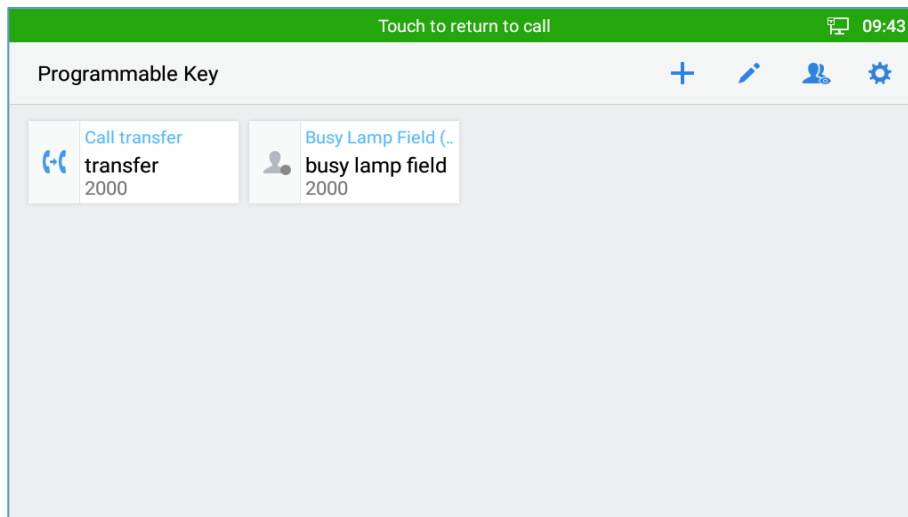 Touch to return to call
09:43
Programmable Key
Call transfer
transfer
2000
Busy Lamp Field (..
busy lamp field
2000